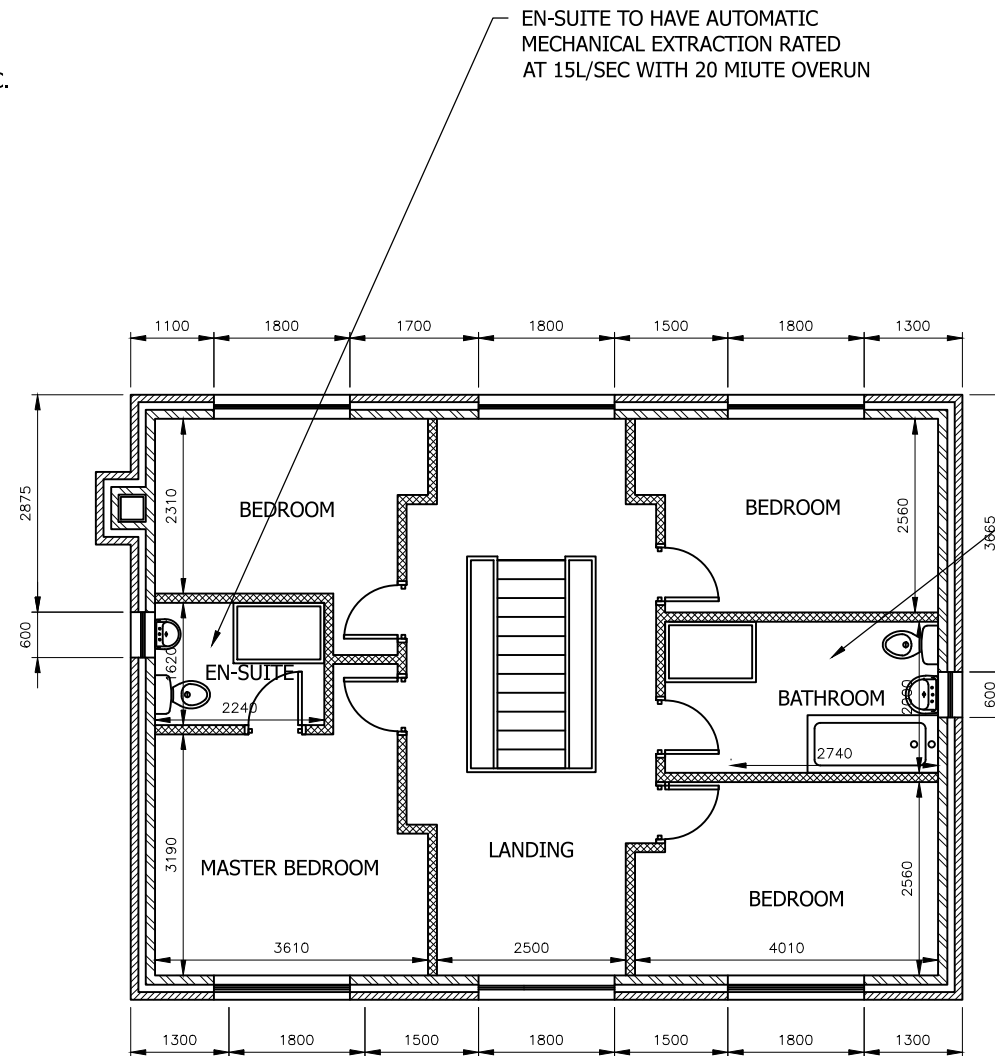 EN-SUITE TO HAVE AUTOMATIC
MECHANICAL EXTRACTION RATED
AT 15L/SEC WITH 20 MIUTE OVERUN
C.
1100 1800 1700 1800 1500 1800 1300
2875
600
2310
BEDROOM
BEDROOM
2560
3665
1620
EN-SUITE
2240
BATHROOM
2000
600
2740
3190
MASTER BEDROOM
LANDING
BEDROOM
2560
3610
2500
4010
1300 1800 1500 1800 1500 1800 1300